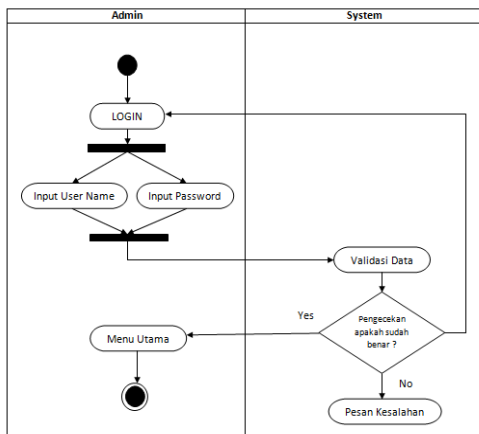 Admin
System
LOGIN
Input User Name
Input Password
Validasi Data
Pengecekan
apakah sudah
benar ?
Yes
Menu Utama
No
Pesan Kesalahan